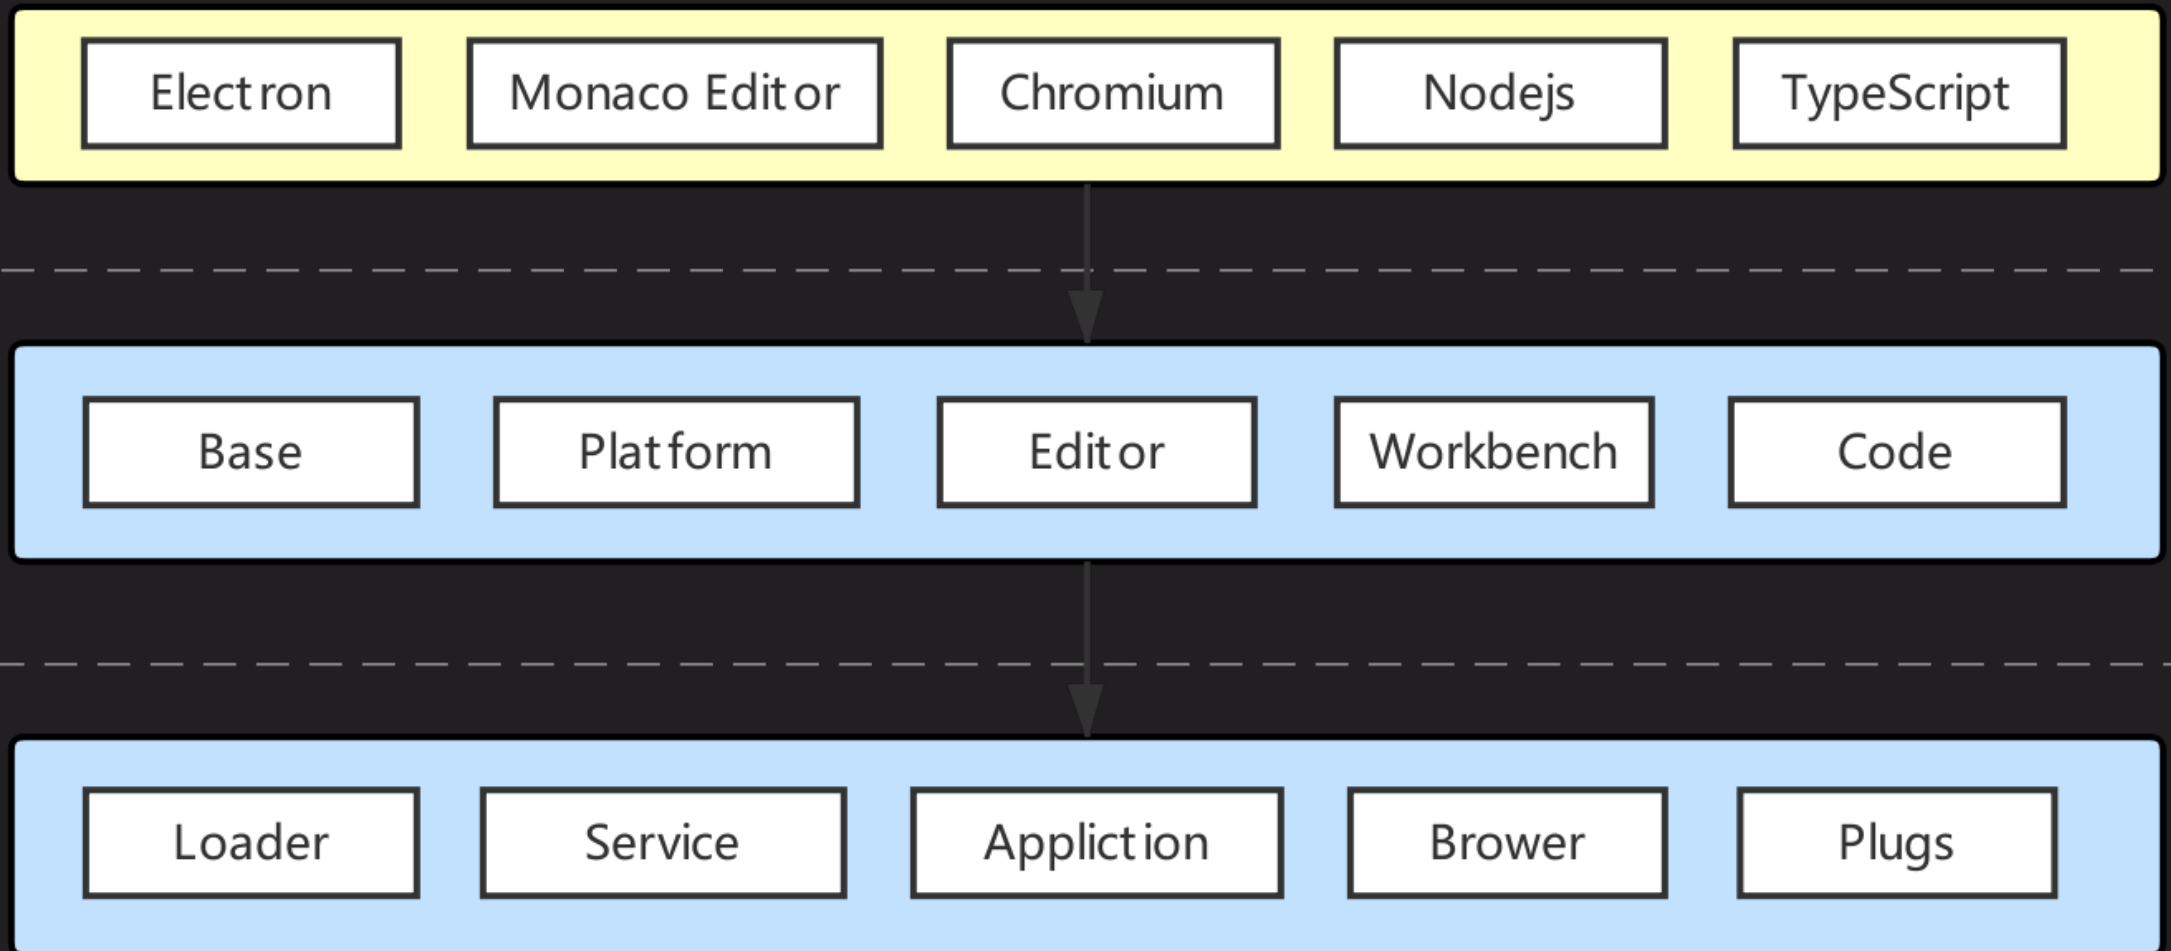 Electron
Monaco Editor
Chromium
Nodejs
TypeScript
Base
Platform
Editor
Workbench
Code
Loader
Service
Appliction
Brower
Plugs